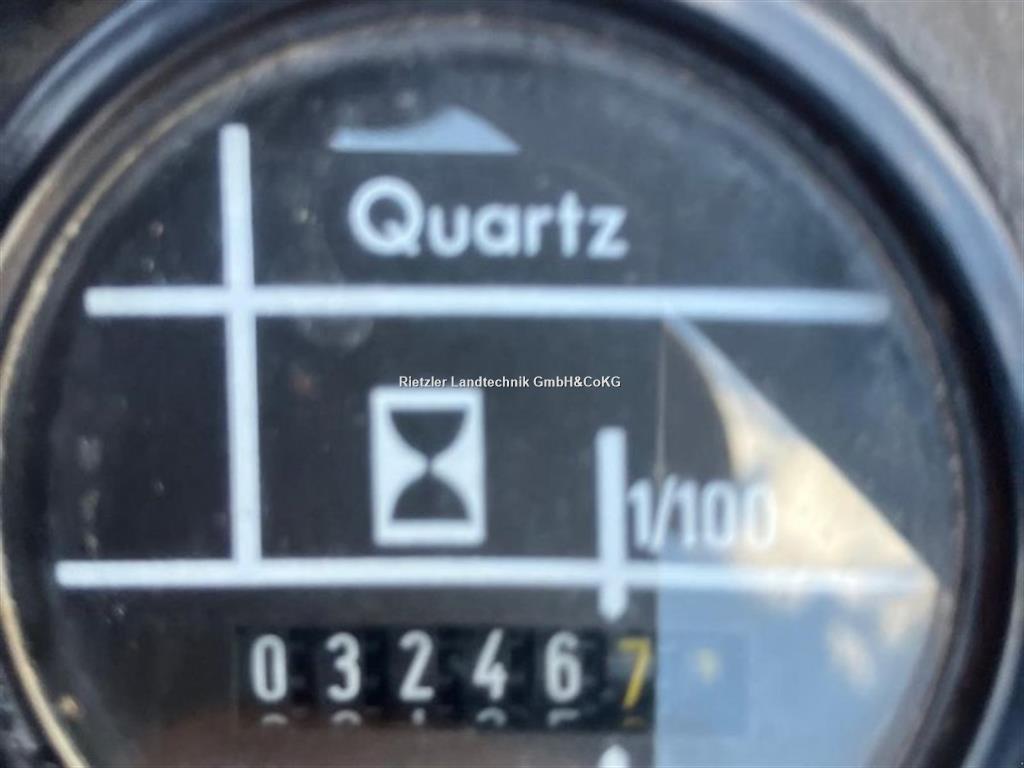 Quartz
Rietzler Landtechnik GmbH&CoKG
1/100
032467